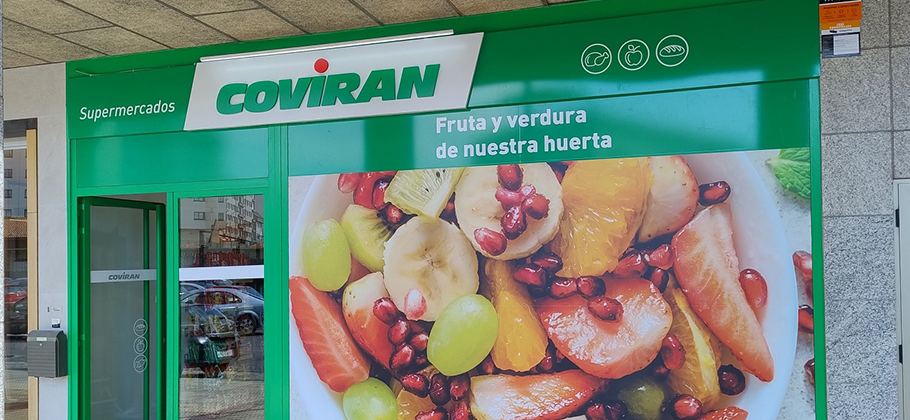 Supermercados
COVIRAN
Fruta y verdura
de nuestra huerta
COVIRAN